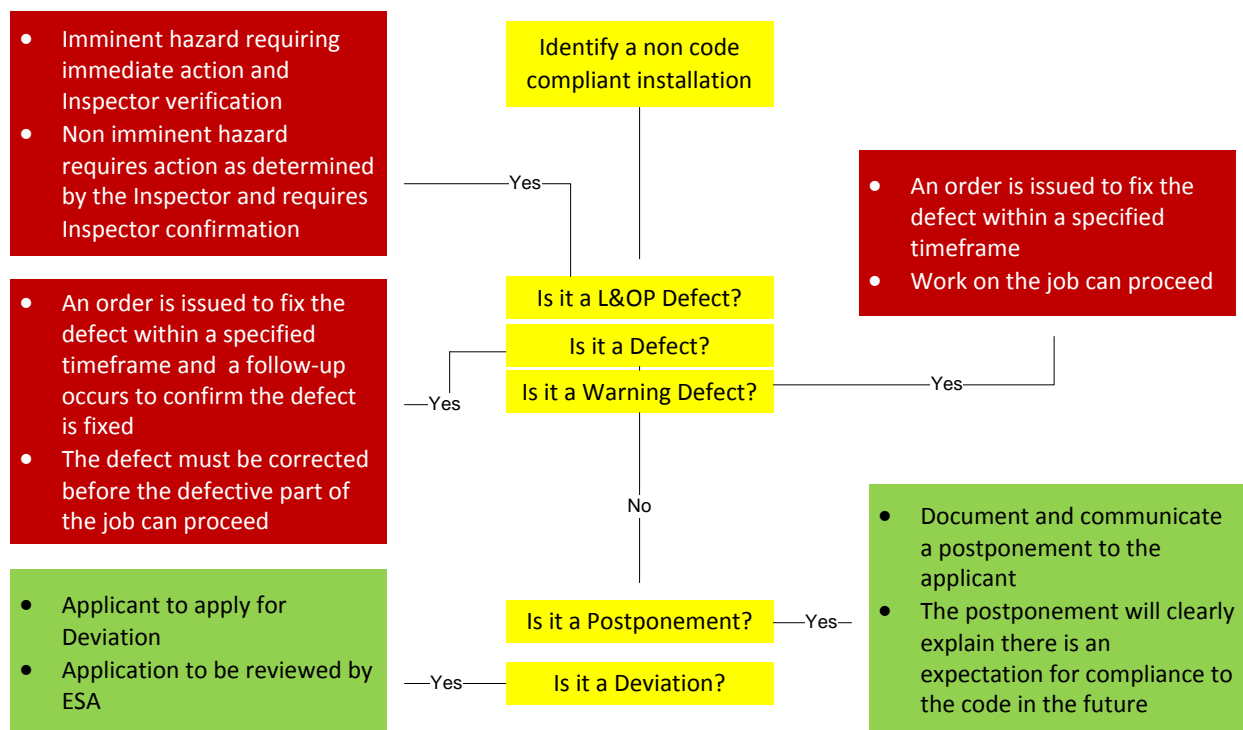 ● Imminent hazard requiring
immediate action and
Inspector verification
● Non imminent hazard
requires action as determined
by the Inspector and requires
Inspector confirmation
Identify a non code
compliant installation
Yes
● An order is issued to fix the
defect within a specified
timeframe
● Work on the job can proceed
Is it a L&OP Defect?
Is it a Defect?
Is it a Warning Defect?
Yes
● An order is issued to fix the
defect within a specified
timeframe and a follow-up
occurs to confirm the defect
is fixed
● The defect must be corrected
before the defective part of
the job can proceed
Yes
No
● Document and communicate
a postponement to the
applicant
● The postponement will clearly
explain there is an
expectation for compliance to
the code in the future
Is it a Postponement?
Yes
● Applicant to apply for
Deviation
● Application to be reviewed by
ESA
Yes
Is it a Deviation?